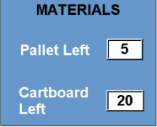 MATERIALS
Pallet Left 5
Cartboard
Left 20